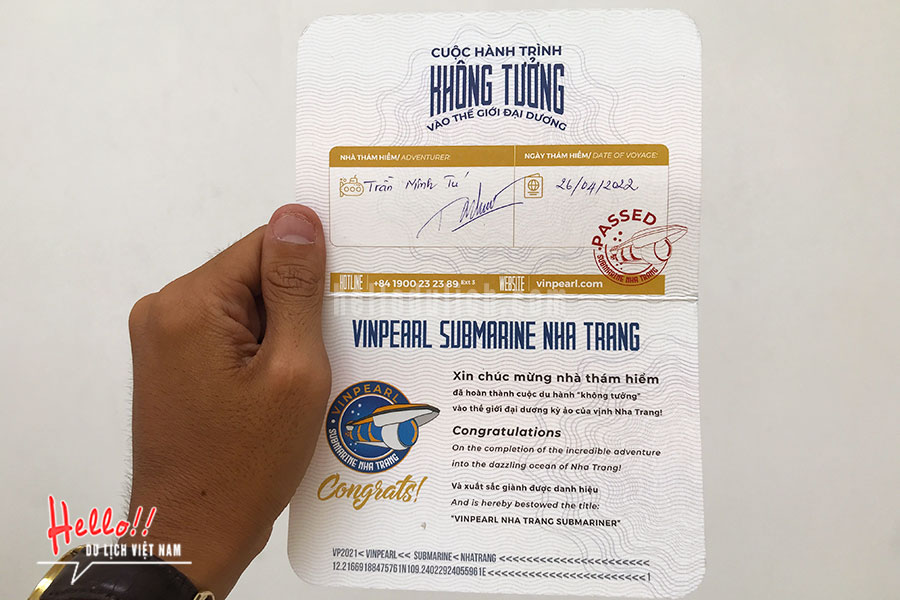 CUỘC HÀNH TRÌNH
KHÔNG TƯỞNG
VÀO THẾ GIỚI ĐẠI DƯƠNG
NHÀ THÁM HIỂM/ ADVENTURER:
NGÀY THÁM HIỂM/ DATE OF VOYAGE:
Trần Minh Tú
26/04/2022
PASSED
SUBMARINE NHA TRANG
HOTLINE +84 1900 23 23 89 Ext 3 WEBSITE vinpearl.com
VINPEARL SUBMARINE NHA TRANG
VINPEARL
SUBMARINE NHA TRANG
Congrats!
Xin chúc mừng nhà thám hiểm
đã hoàn thành cuộc du hành "không tưởng"
vào thế giới đại dương kỳ ảo của vịnh Nha Trang!
Congratulations
On the completion of the incredible adventure
into the dazzling ocean of Nha Trang!
Và xuất sắc giành được danh hiệu
And is hereby bestowed the title:
"VINPEARL NHA TRANG SUBMARINER"
VP2021< VINPEARL<< SUBMARINE< NHATRANG <<<<<<<<<<<<<<<<<<<<<<
12.21669188475761N109.24022924055961E<<<<<<<<<<<<<<<<<<<<<<<<1
Hello!!
DU LỊCH VIỆT NAM